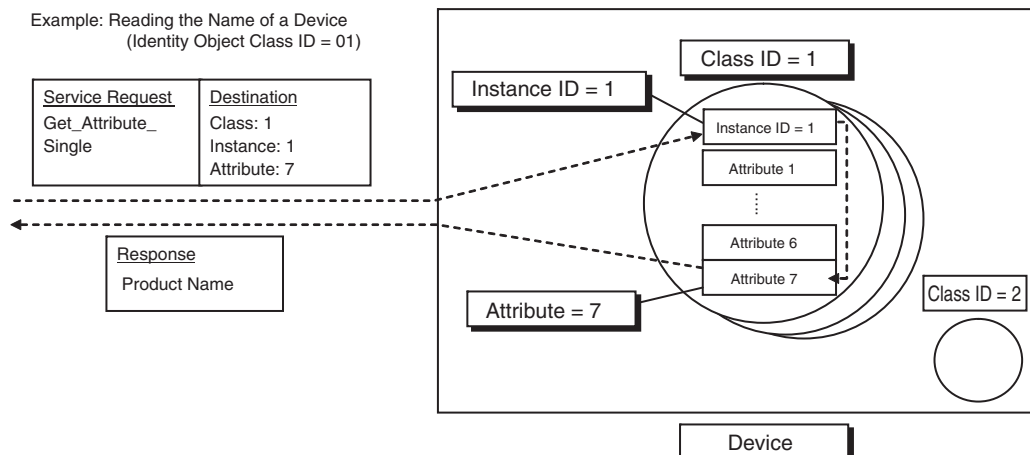 Example: Reading the Name of a Device
(Identity Object Class ID = 01)
Service Request
Get_Attribute_
Single
Destination
Class: 1
Instance: 1
Attribute: 7
Response
Product Name
Class ID = 1
Instance ID = 1
Instance ID = 1
Attribute 1
Attribute 6
Attribute 7
Attribute = 7
Class ID = 2
Device